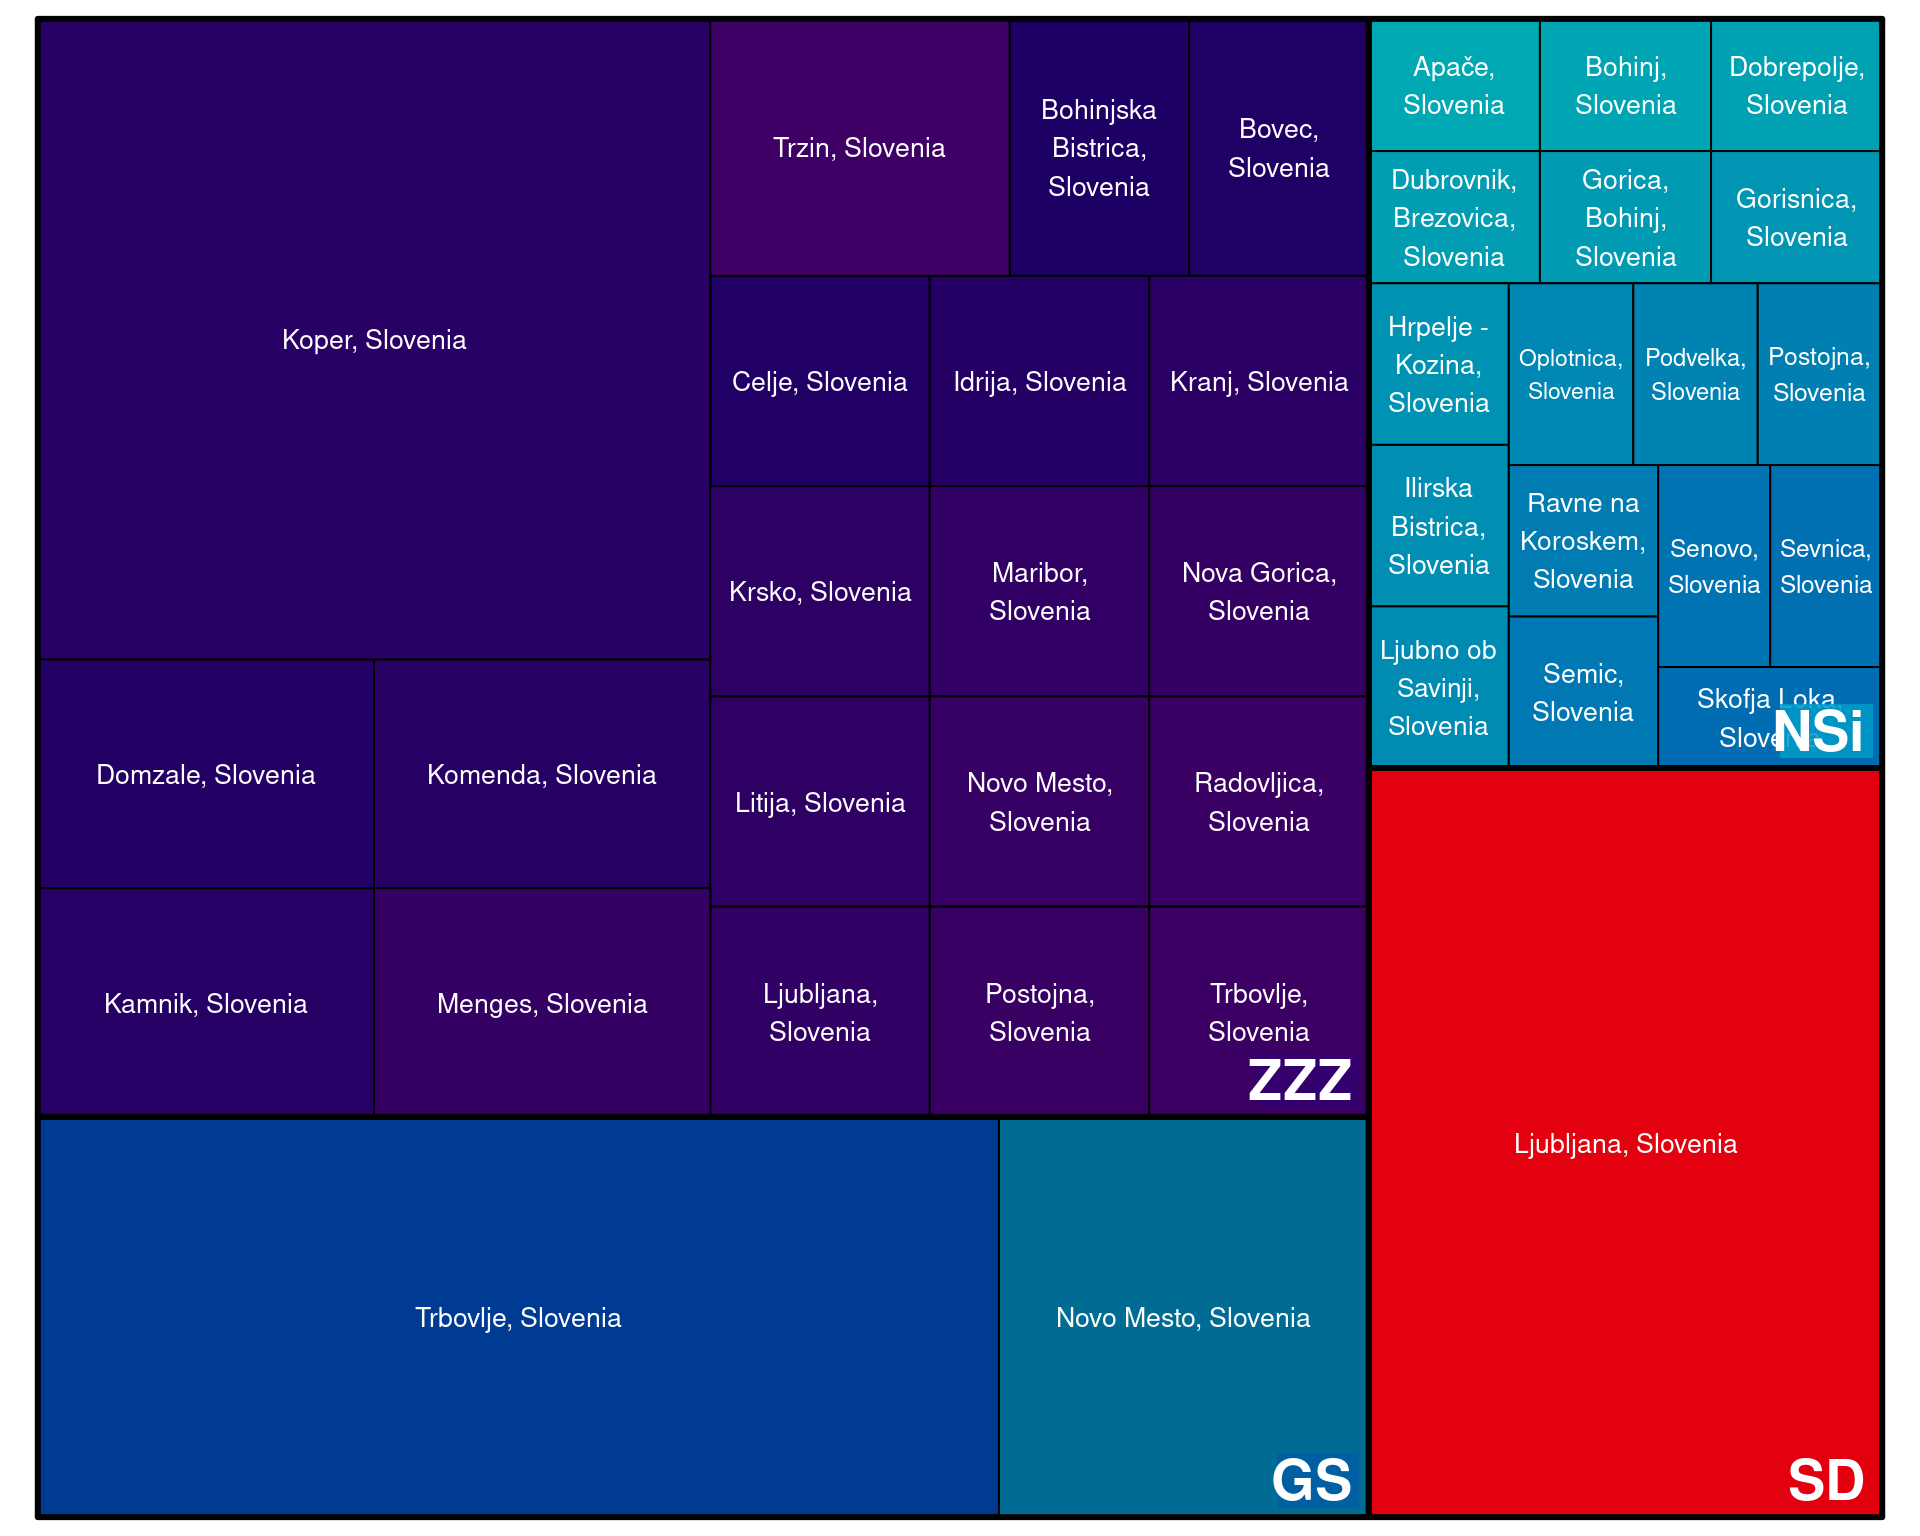 Koper, Slovenia
Domzale, Slovenia
Komenda, Slovenia
Kamnik, Slovenia
Menges, Slovenia
Trzin, Slovenia
Bohinjska
Bistrica,
Slovenia
Bovec,
Slovenia
Celje, Slovenia
Idrija, Slovenia
Kranj, Slovenia
Krsko, Slovenia
Maribor,
Slovenia
Nova Gorica,
Slovenia
Litija, Slovenia
Novo Mesto,
Slovenia
Radovljica,
Slovenia
Ljubljana,
Slovenia
Postojna,
Slovenia
Trbovlje,
Slovenia
ZZZ
Trbovlje, Slovenia
Novo Mesto, Slovenia
GS
Apače,
Slovenia
Bohinj,
Slovenia
Dobrepolje,
Slovenia
Dubrovnik,
Brezovica,
Slovenia
Gorica,
Bohinj,
Slovenia
Gorisnica,
Slovenia
Hrpelje -
Kozina,
Slovenia
Ilirska
Bistrica,
Slovenia
Ljubno ob
Savinji,
Slovenia
Oplotnica,
Slovenia
Podvelka,
Slovenia
Postojna,
Slovenia
Ravne na
Koroskem,
Slovenia
Semic,
Slovenia
Senovo,
Slovenia
Sevnica,
Slovenia
Skofja Loka,
Slovenia
NSi
Ljubljana, Slovenia
SD